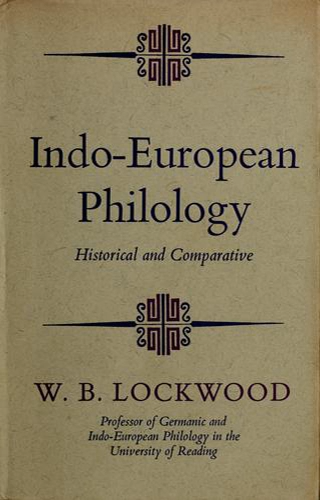 Indo-European
Philology
Historical and Comparative
W. B. LOCKWOOD
Professor of Germanic and
Indo-European Philology in the
University of Reading